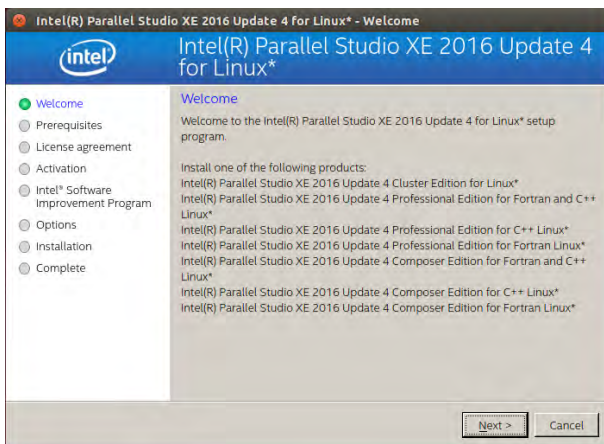 Intel(R) Parallel Studio XE 2016 Update 4 for Linux* - Welcome
intel
Intel(R) Parallel Studio XE 2016 Update 4
for Linux*
Welcome
Prerequisites
License agreement
Activation
Intel® Software
Improvement Program
Options
Installation
Complete
Welcome
Welcome to the Intel(R) Parallel Studio XE 2016 Update 4 for Linux* setup
program.
Install one of the following products:
Intel(R) Parallel Studio XE 2016 Update 4 Cluster Edition for Linux*
Intel(R) Parallel Studio XE 2016 Update 4 Professional Edition for Fortran and C++
Linux*
Intel(R) Parallel Studio XE 2016 Update 4 Professional Edition for C++ Linux*
Intel(R) Parallel Studio XE 2016 Update 4 Professional Edition for Fortran Linux*
Intel(R) Parallel Studio XE 2016 Update 4 Composer Edition for Fortran and C++
Linux*
Intel(R) Parallel Studio XE 2016 Update 4 Composer Edition for C++ Linux*
Intel(R) Parallel Studio XE 2016 Update 4 Composer Edition for Fortran Linux*
Next >
Cancel